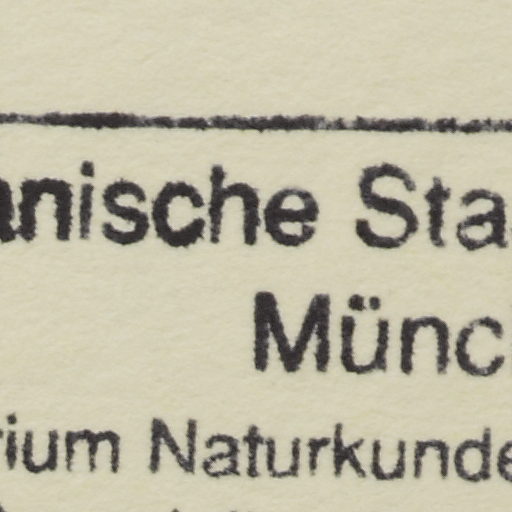 anische Sta
Münc
rium Naturkunde